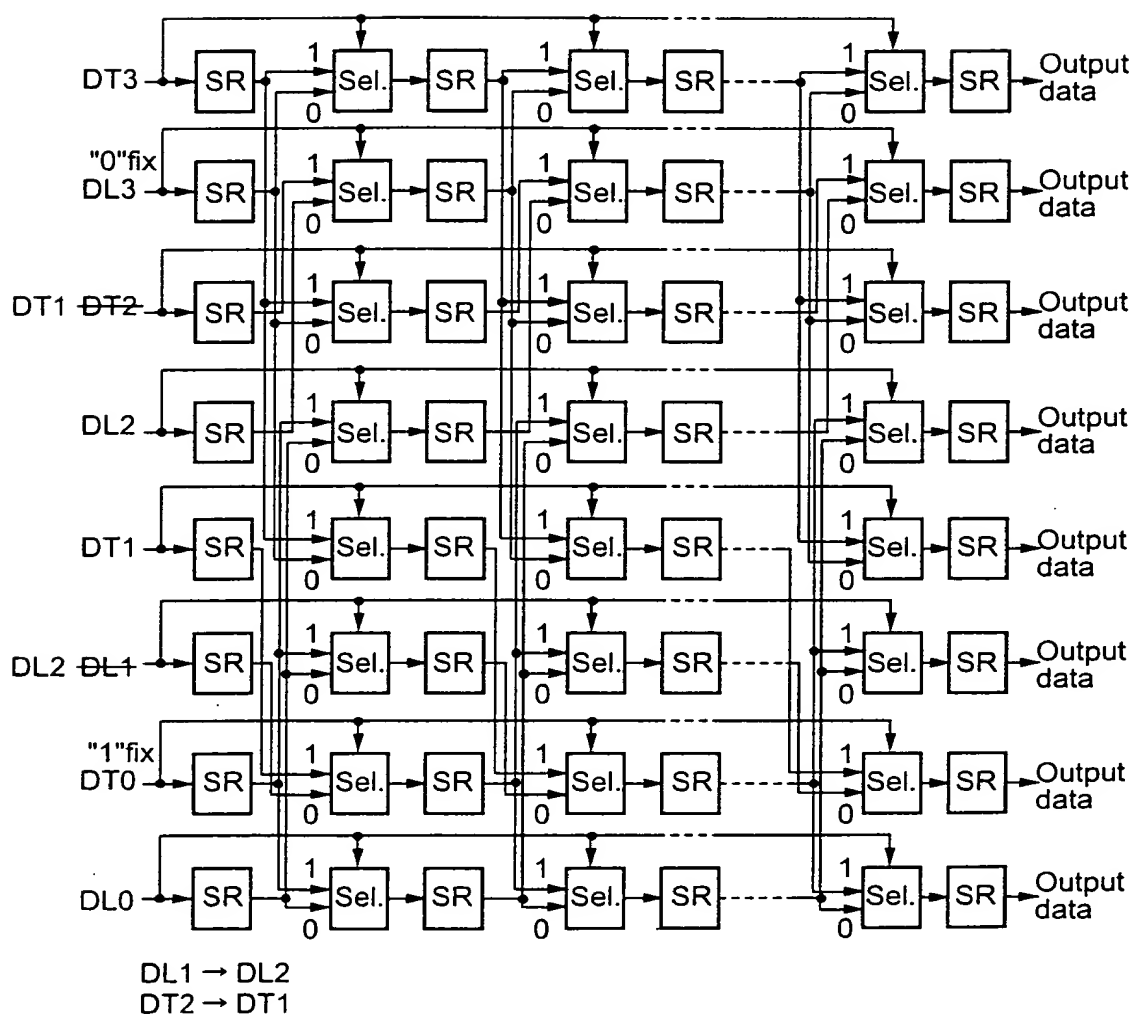 DT3 SR 1 0 Sel. SR 1 0 Sel. SR 1 0 Sel. SR Output data
"0"fix
DL3 SR 1 0 Sel. SR 1 0 Sel. SR 1 0 Sel. SR Output data
DT1 DT2 SR 1 0 Sel. SR 1 0 Sel. SR 1 0 Sel. SR Output data
DL2 SR 1 0 Sel. SR 1 0 Sel. SR 1 0 Sel. SR Output data
DT1 SR 1 0 Sel. SR 1 0 Sel. SR 1 0 Sel. SR Output data
DL2 DL1 SR 1 0 Sel. SR 1 0 Sel. SR 1 0 Sel. SR Output data
"1"fix
DT0 SR 1 0 Sel. SR 1 0 Sel. SR 1 0 Sel. SR Output data
DL0 SR 1 0 Sel. SR 1 0 Sel. SR 1 0 Sel. SR Output data
DL1 → DL2
DT2 → DT1